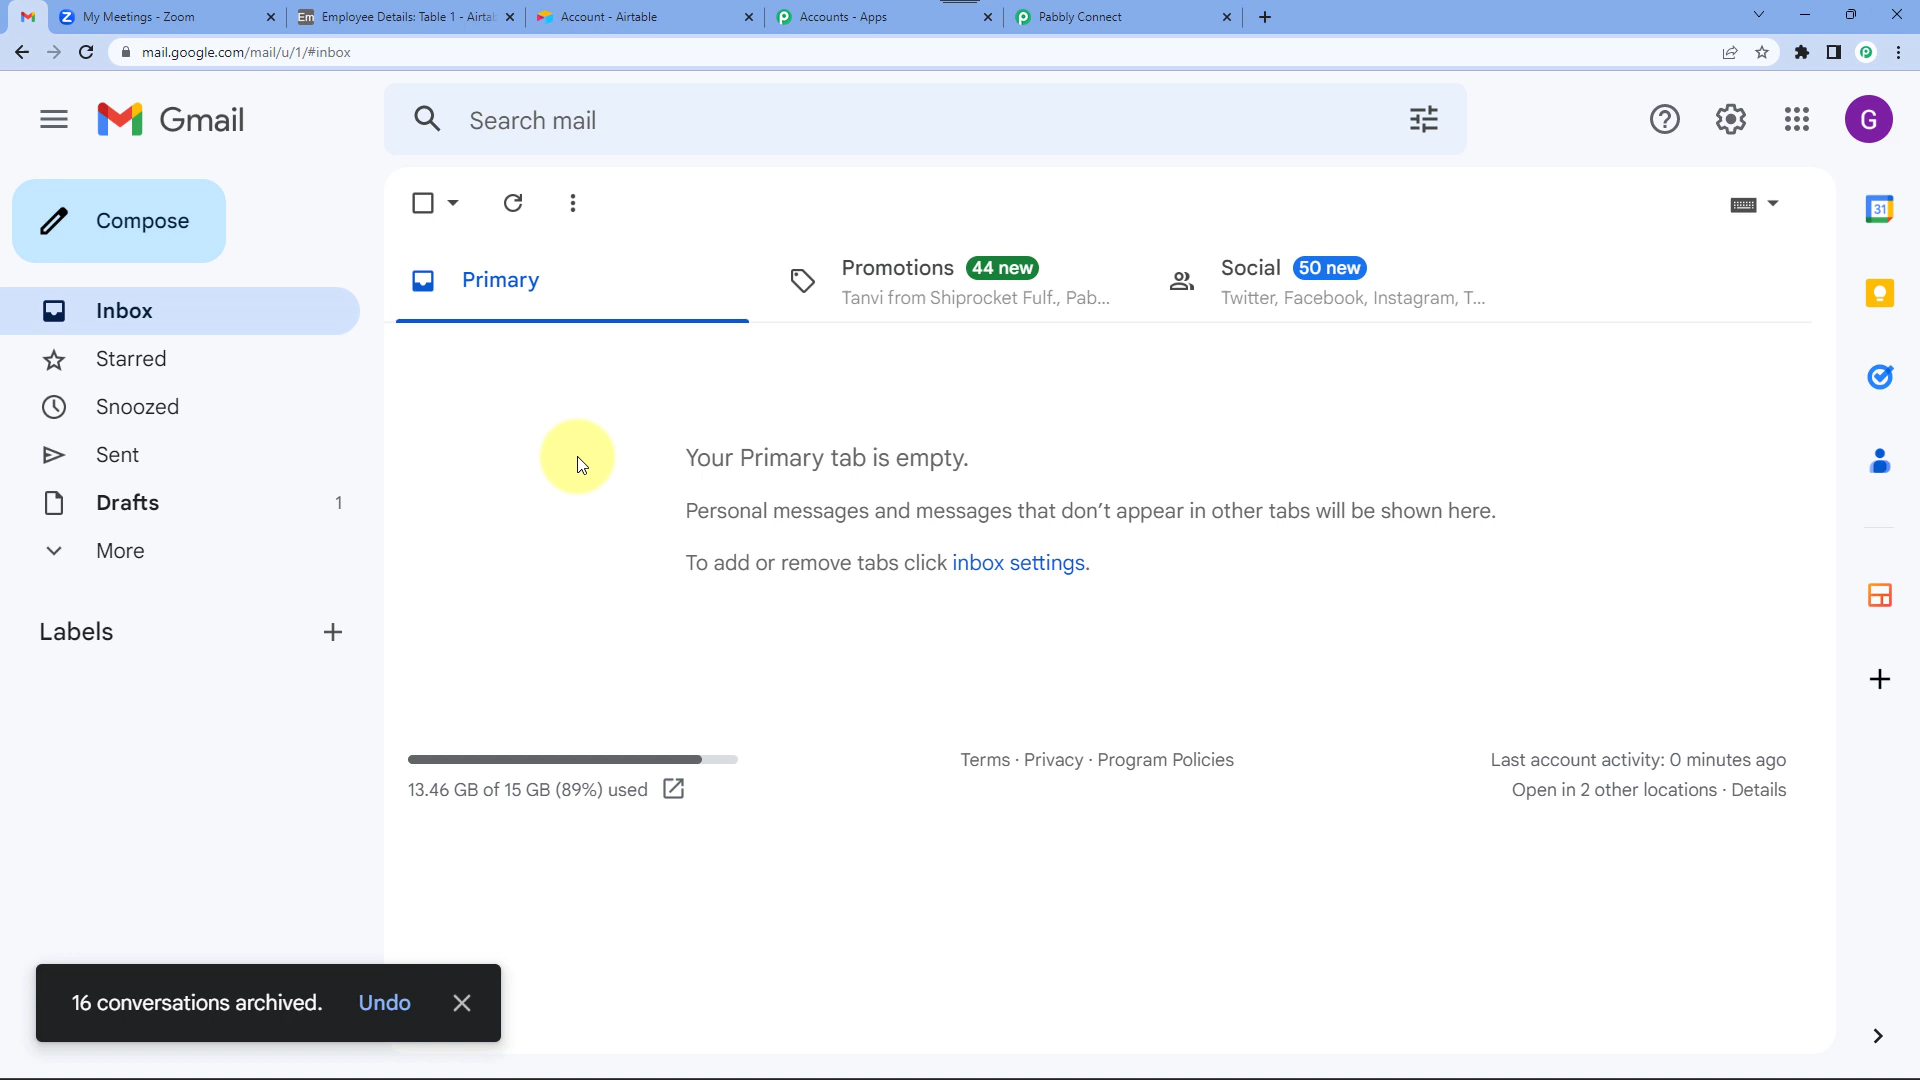 My Meetings - Zoom
Em Employee Details: Table 1 - Airtab
Account - Airtable
Accounts - Apps
Pabbly Connect
mail.google.com/mail/u/1/#inbox
Gmail
Search mail
G
Compose
Primary
Promotions 44 new
Tanvi from Shiprocket Fulf., Pab...
Social 50 new
Twitter, Facebook, Instagram, T...
31
Inbox
Starred
Snoozed
Sent
Drafts 1
More
Labels
Your Primary tab is empty.
Personal messages and messages that don't appear in other tabs will be shown here.
To add or remove tabs click inbox settings.
13.46 GB of 15 GB (89%) used
Terms · Privacy · Program Policies
Last account activity: 0 minutes ago
Open in 2 other locations · Details
16 conversations archived. Undo